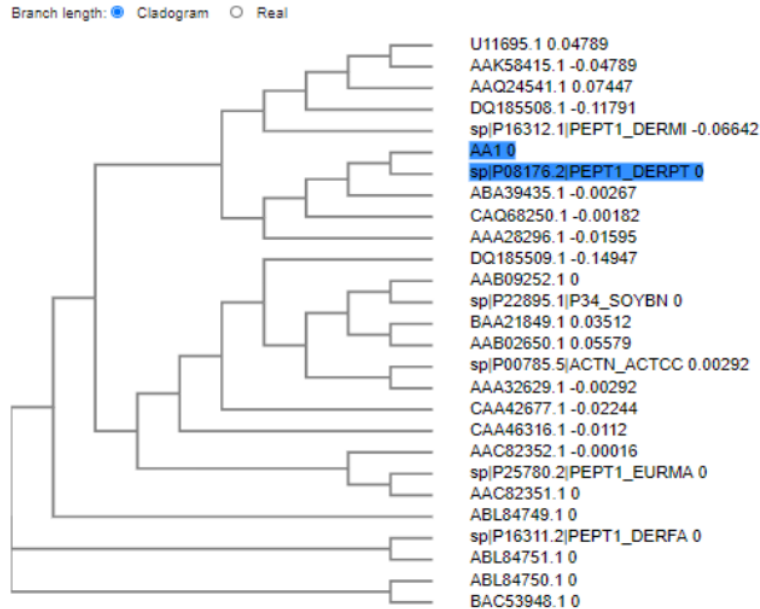 Branch length: Cladogram Real
U11695.1 0.04789
AAK58415.1 -0.04789
AAQ24541.1 0.07447
DQ185508.1 -0.11791
sp|P16312.1|PEPT1_DERMI -0.06642
AA1 0
sp|P08176.2|PEPT1_DERPT 0
ABA39435.1 -0.00267
CAQ68250.1 -0.00182
AAA28296.1 -0.01595
DQ185509.1 -0.14947
AAB09252.1 0
sp|P22895.1|P34_SOYBN 0
BAA21849.1 0.03512
AAB02650.1 0.05579
sp|P00785.5|ACTN_ACTCC 0.00292
AAA32629.1 -0.00292
CAA42677.1 -0.02244
CAA46316.1 -0.0112
AAC82352.1 -0.00016
sp|P25780.2|PEPT1_EURMA 0
AAC82351.1 0
ABL84749.1 0
sp|P16311.2|PEPT1_DERFA 0
ABL84751.1 0
ABL84750.1 0
BAC53948.1 0